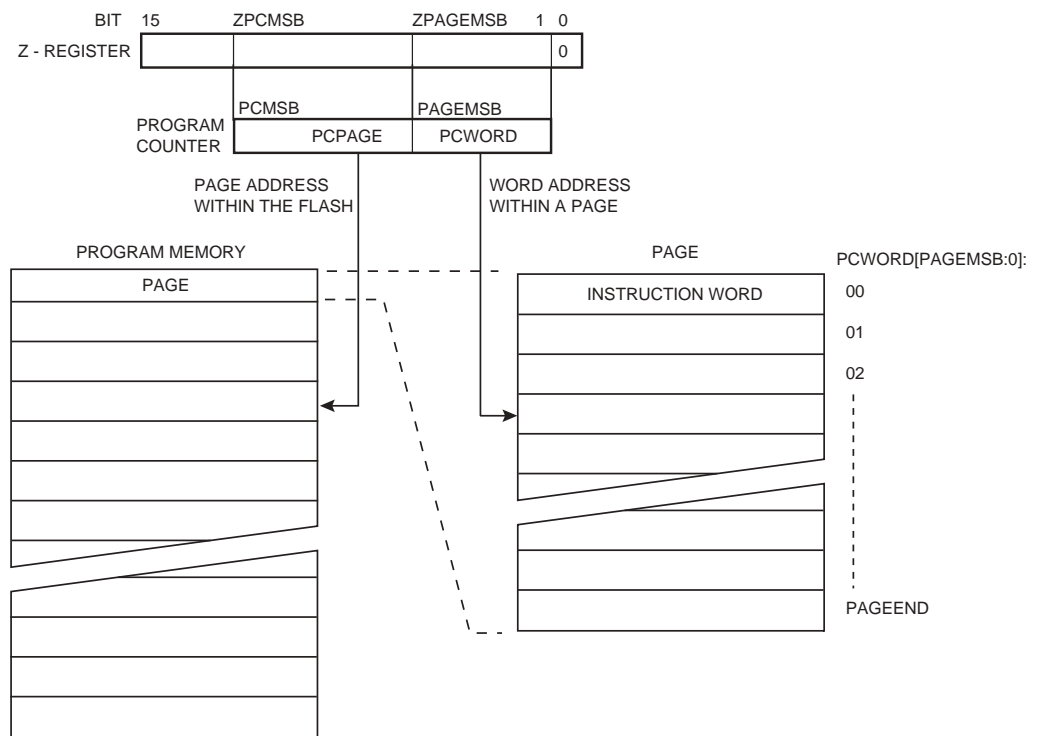 BIT 15 ZPCMSB ZPAGEMSB 1 0
Z - REGISTER 0
PCMSB PAGEMSB
PROGRAM
COUNTER
PCPAGE PCWORD
PAGE ADDRESS
WITHIN THE FLASH
WORD ADDRESS
WITHIN A PAGE
PROGRAM MEMORY
PAGE
PAGE
PCWORD[PAGEMSB:0]:
INSTRUCTION WORD
00
01
02
PAGEEND